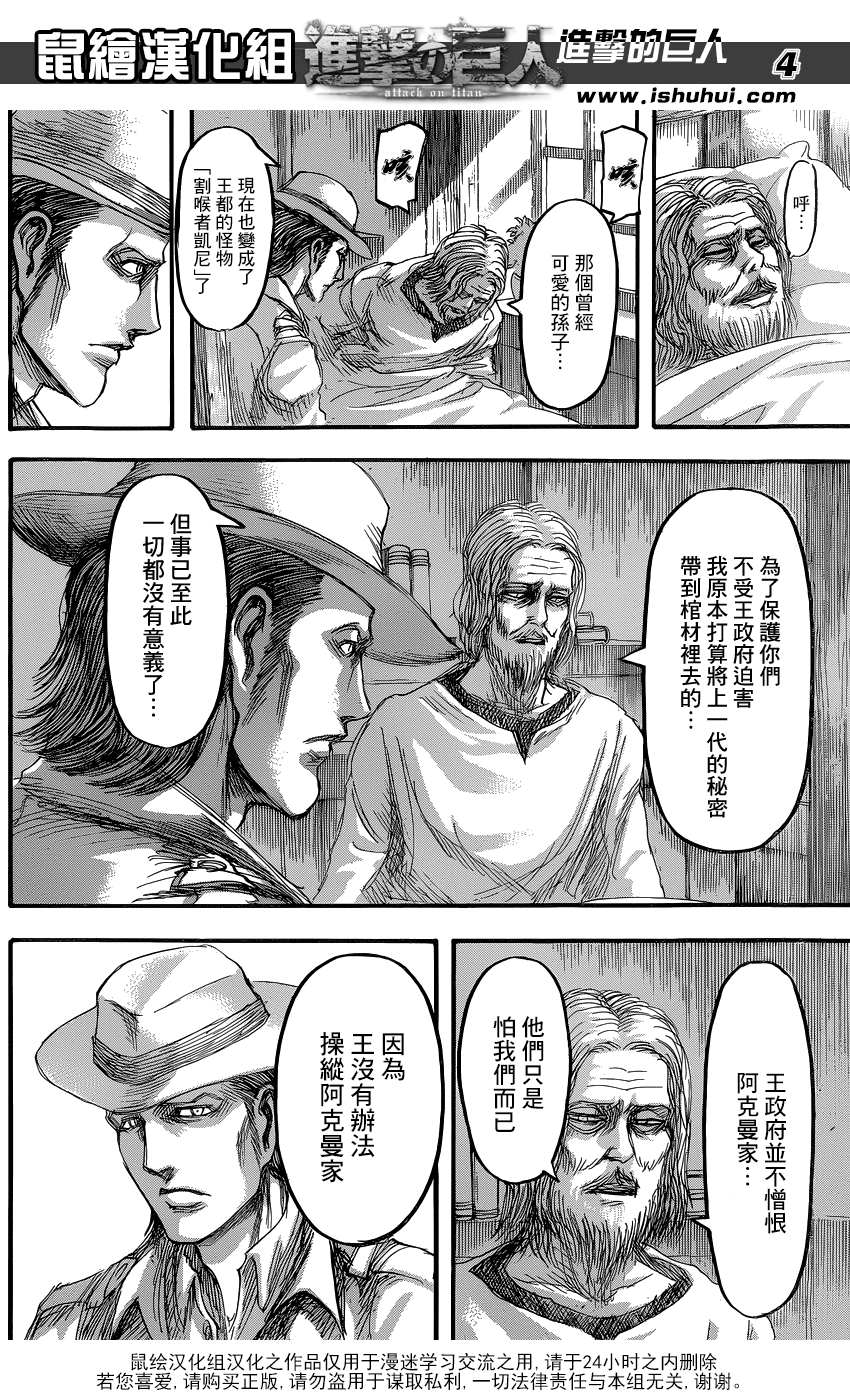 鼠繪漢化組
進撃の巨人
attack on titan
進擊的巨人
4
www.ishuhui.com
呼…
咳
咳
那個曾經
可愛的孫子…
現在也變成了
王都的怪物
「割喉者凱尼」了
為了保護你們
不受王政府迫害
我原本打算將上一代的秘密
帶到棺材裡去的…
但事已至此
一切都沒有意義了…
王政府並不憎恨
阿克曼家…
他們只是
怕我們而已
因為
王沒有辦法
操縱阿克曼家
鼠绘汉化组汉化之作品仅用于漫迷学习交流之用, 请于24小时之内删除
若您喜爱, 请购买正版, 请勿盗用于谋取私利, 一切法律责任与本组无关, 谢谢。